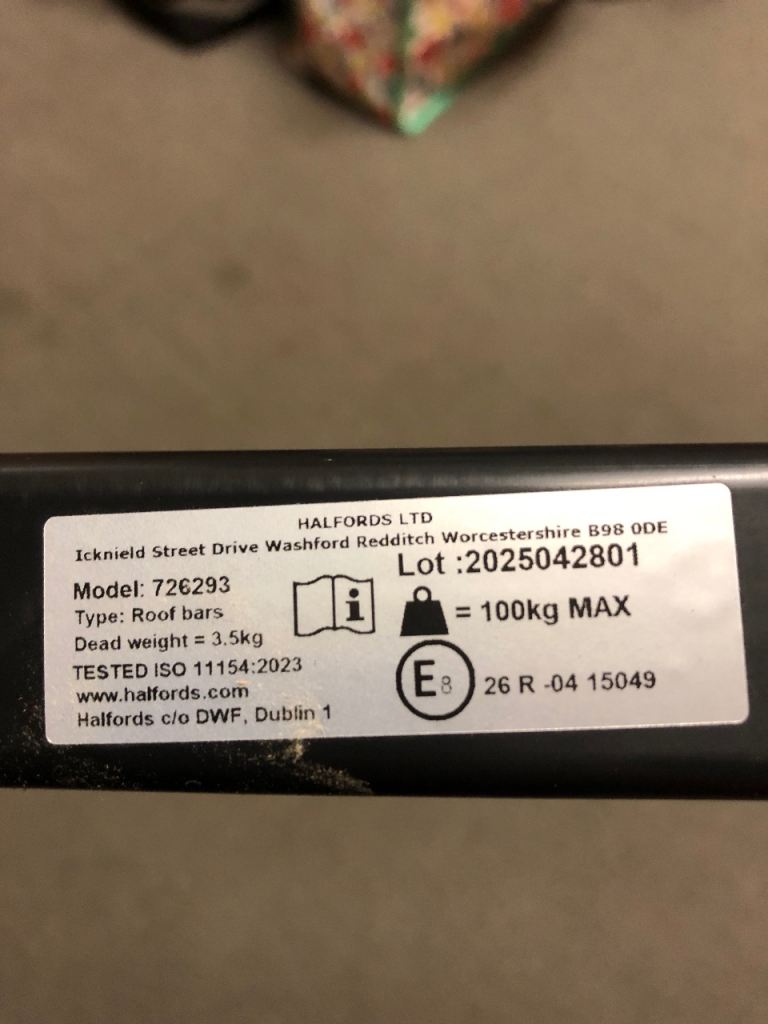 HALFORDS LTD
Icknield Street Drive Washford Redditch Worcestershire B98 0DE
Lot :2025042801
Model: 726293
Type: Roof bars
Dead weight = 3.5kg
i
= 100kg MAX
TESTED ISO 11154:2023
www.halfords.com
Halfords c/o DWF, Dublin 1
E8 26 R -04 15049